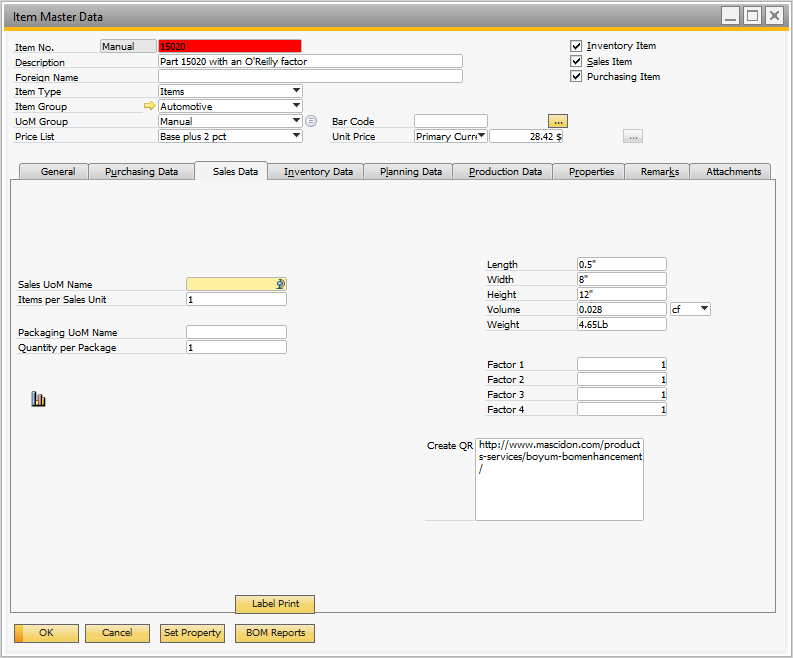 Item Master Data
Item No. Manual 15020
Inventory Item
Description Part 15020 with an O'Reilly factor
Sales Item
Foreign Name
Purchasing Item
Item Type Items
Item Group Automotive
UoM Group Manual
Bar Code ...
Price List Base plus 2 pct
Unit Price Primary Curre 28.42 $ ...
General Purchasing Data Sales Data Inventory Data Planning Data Production Data Properties Remarks Attachments
Length 0.5"
Width 8"
Height 12"
Volume 0.028 cf
Weight 4.65Lb
Sales UoM Name
Items per Sales Unit 1
Packaging UoM Name
Quantity per Package 1
Factor 1 1
Factor 2 1
Factor 3 1
Factor 4 1
Create QR http://www.mascidon.com/product
s-services/boyum-bomenhancement
/
Label Print
OK Cancel Set Property BOM Reports